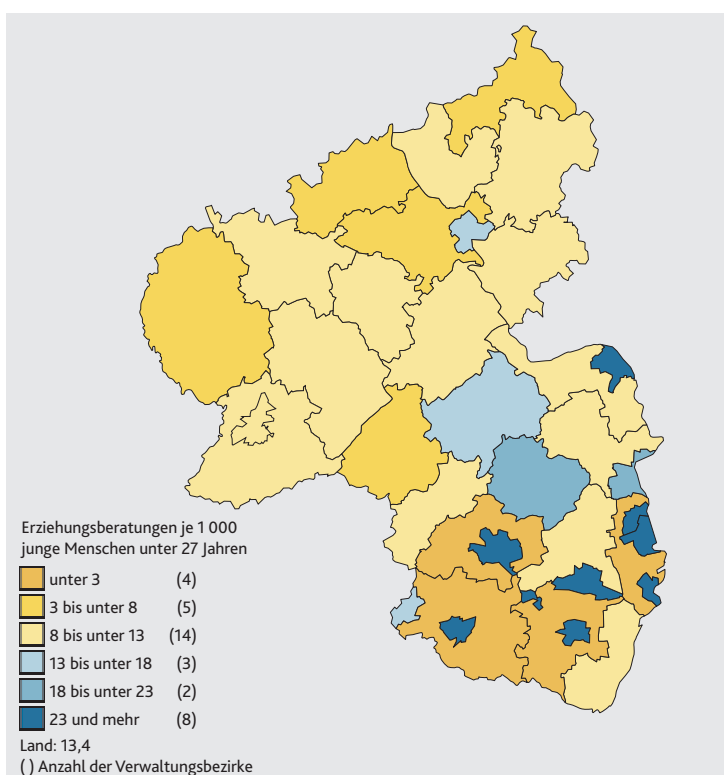 Erziehungsberatungen je 1 000
junge Menschen unter 27 Jahren
unter 3 (4)
3 bis unter 8 (5)
8 bis unter 13 (14)
13 bis unter 18 (3)
18 bis unter 23 (2)
23 und mehr (8)
Land: 13,4
( ) Anzahl der Verwaltungsbezirke